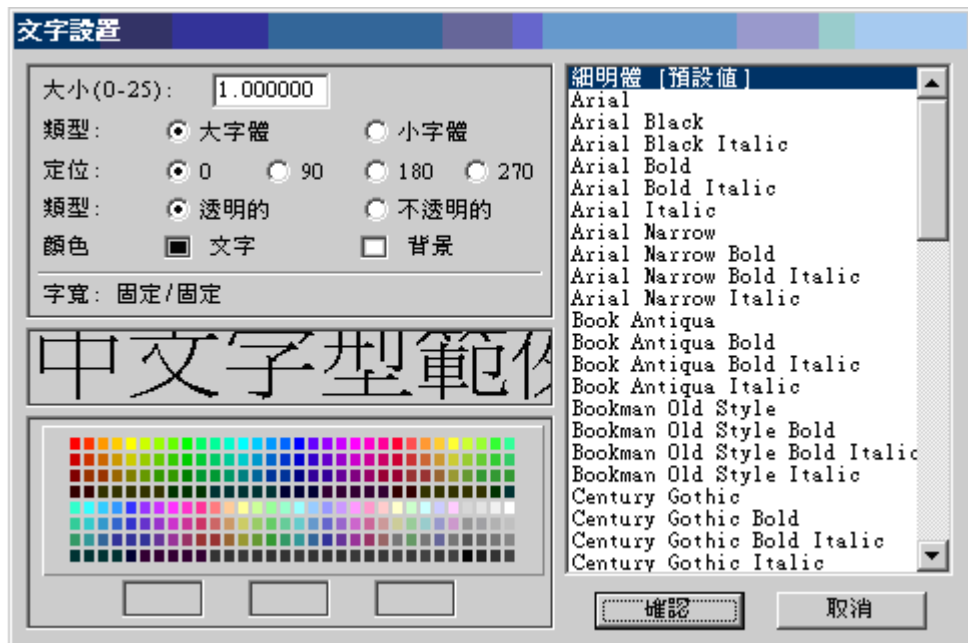 文字設置
大小(0-25): 1.000000
類型: 大字體 小字體
定位: 0 90 180 270
類型: 透明的 不透明的
顏色 文字 背景
字寬: 固定/固定
中文字型範
細明體 [預設值]
Arial
Arial Black
Arial Black Italic
Arial Bold
Arial Bold Italic
Arial Italic
Arial Narrow
Arial Narrow Bold
Arial Narrow Bold Italic
Arial Narrow Italic
Book Antiqua
Book Antiqua Bold
Book Antiqua Bold Italic
Book Antiqua Italic
Bookman Old Style
Bookman Old Style Bold
Bookman Old Style Bold Italic
Bookman Old Style Italic
Century Gothic
Century Gothic Bold
Century Gothic Bold Italic
Century Gothic Italic
確認 取消